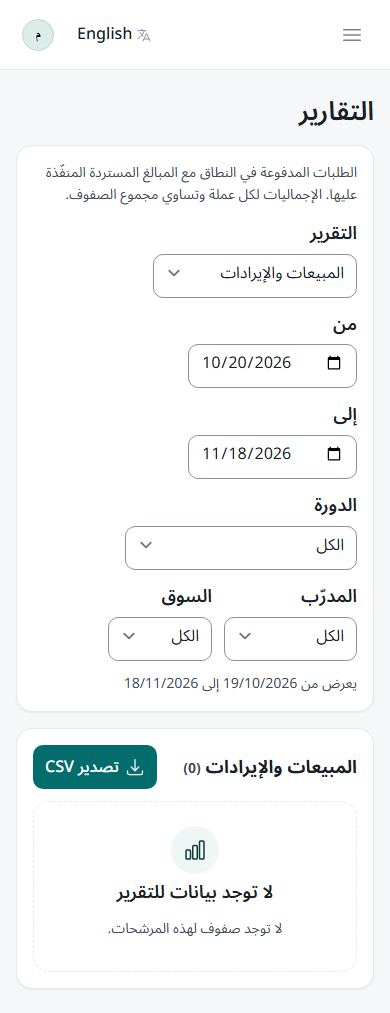 م
English
التقارير
الطلبات المدفوعة في النطاق مع المبالغ المستردة المنفّذة
عليها. الإجماليات لكل عملة وتساوي مجموع الصفوف.
التقرير
المبيعات والإيرادات
من
10/20/2026
إلى
11/18/2026
الدورة
الكل
المدرّب
السوق
الكل
الكل
يعرض من 19/10/2026 إلى 18/11/2026
المبيعات والإيرادات (0)
تصدير CSV
لا توجد بيانات للتقرير
لا توجد صفوف لهذه المرشحات.